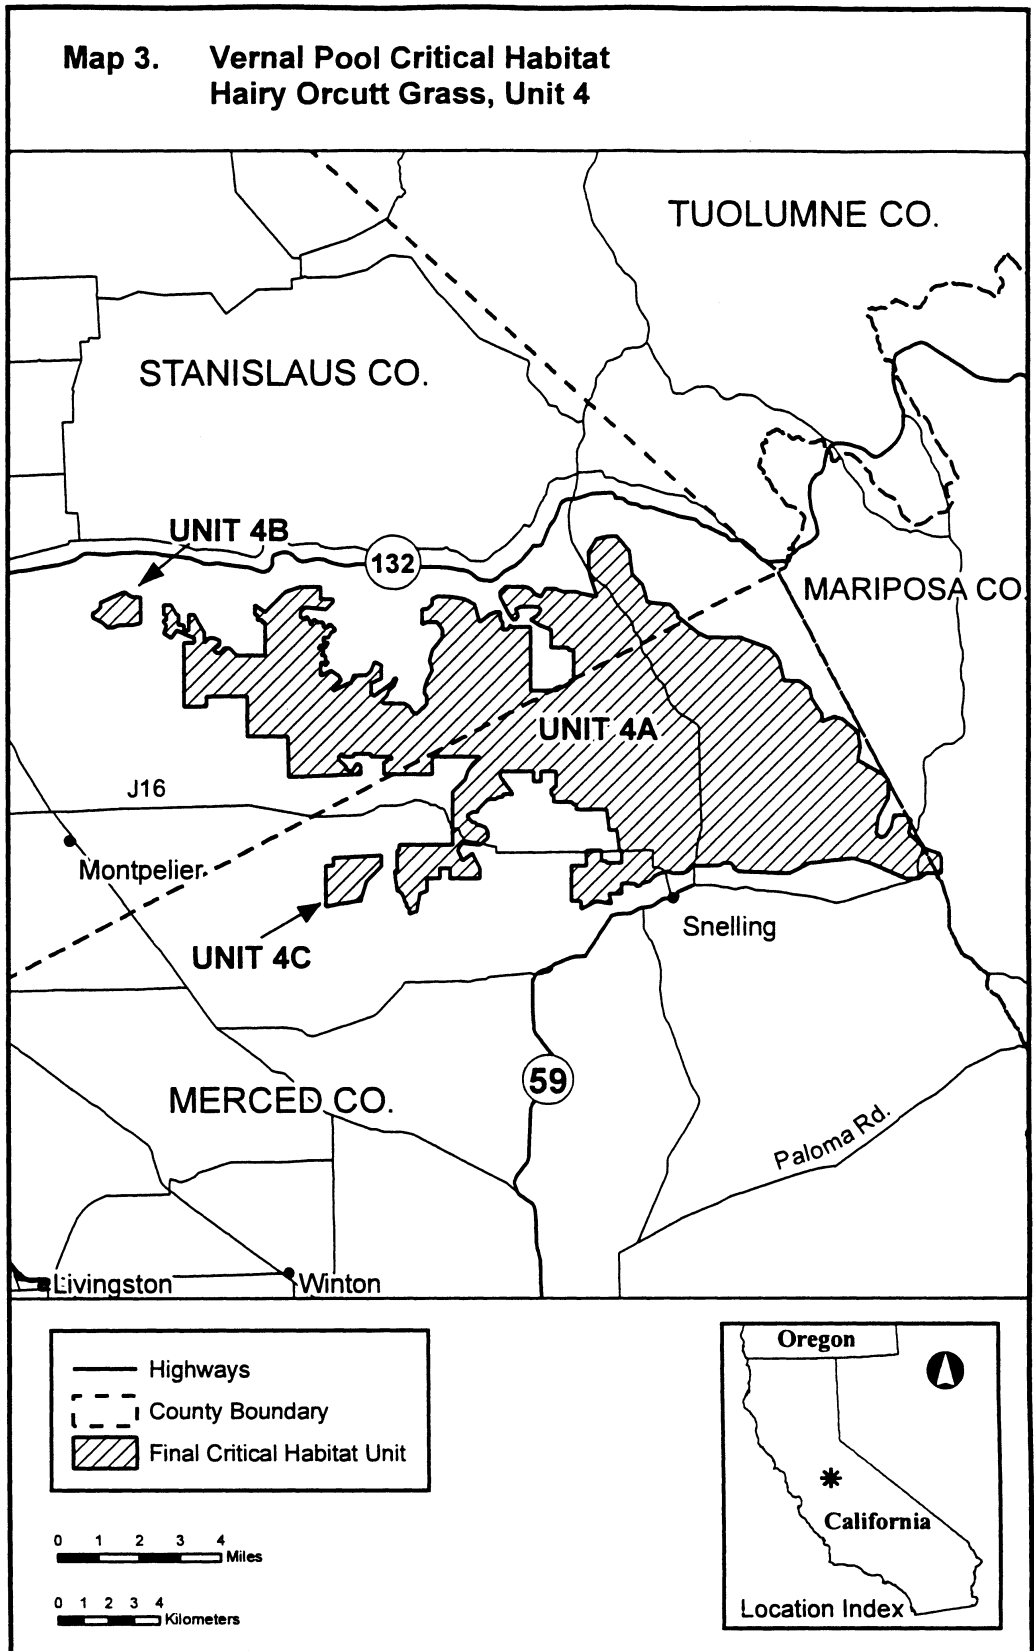 Map 3. Vernal Pool Critical Habitat
Hairy Orcutt Grass, Unit 4
TUOLUMNE CO.
STANISLAUS CO.
UNIT 4B
132
MARIPOSA CO.
UNIT 4A
J16
Montpelier
Snelling
UNIT 4C
59
MERCED CO.
Paloma Rd.
Livingston
Winton
Highways
County Boundary
Final Critical Habitat Unit
0 1 2 3 4
Miles
0 1 2 3 4
Kilometers
Oregon
California
Location Index